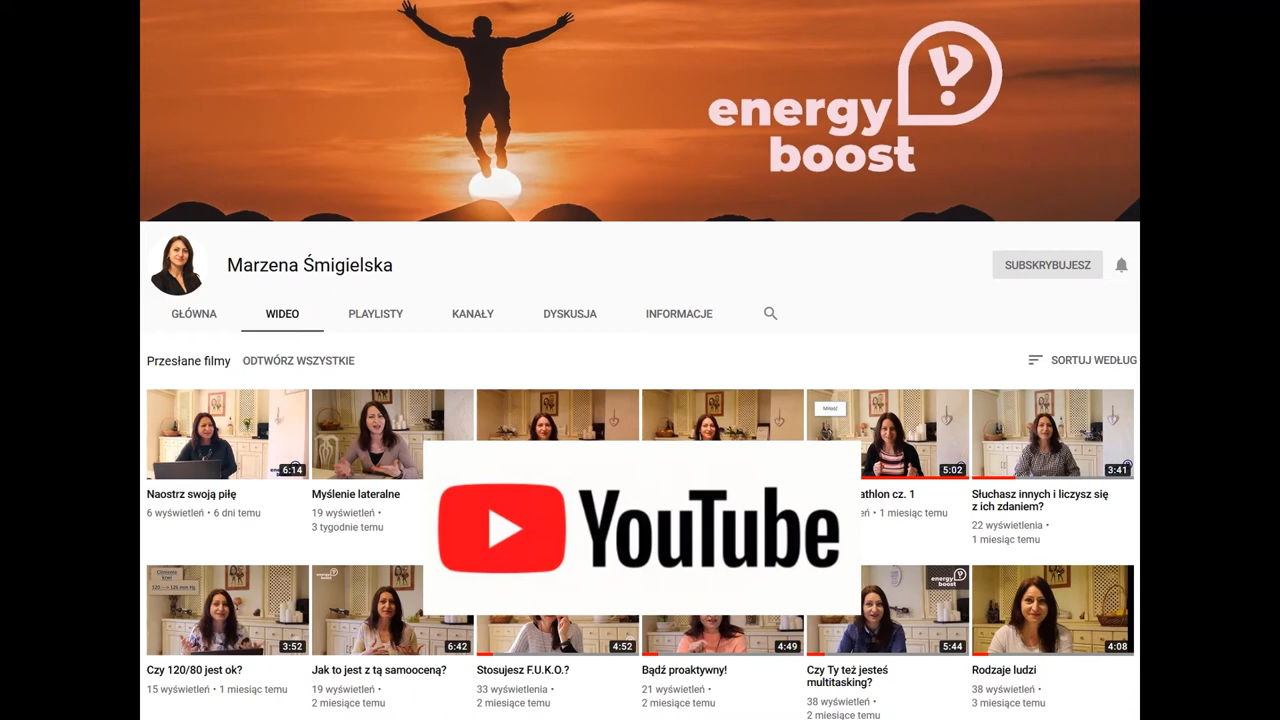 energy
boost
Marzena Śmigielska
SUBSKRYBUJESZ
GŁÓWNA
WIDEO
PLAYLISTY
KANAŁY
DYSKUSJA
INFORMACJE
Przesłane filmy
ODTWÓRZ WSZYSTKIE
SORTUJ WEDŁUG
6:14
5:02
3:41
Naostrz swoją piłę
6 wyświetleń • 6 dni temu
Myślenie lateralne
19 wyświetleń •
3 tygodnie temu
athlon cz. 1
• 1 miesiąc temu
Słuchasz innych i liczysz się
z ich zdaniem?
22 wyświetlenia •
1 miesiąc temu
YouTube
energy
boost
3:52
6:42
4:52
4:49
5:44
4:08
Czy 120/80 jest ok?
15 wyświetleń • 1 miesiąc temu
Jak to jest z tą samooceną?
19 wyświetleń •
2 miesiące temu
Stosujesz F.U.K.O.?
33 wyświetlenia •
2 miesiące temu
Bądź proaktywny!
21 wyświetleń •
2 miesiące temu
Czy Ty też jesteś
multitasking?
38 wyświetleń •
2 miesiące temu
Rodzaje ludzi
38 wyświetleń •
3 miesiące temu